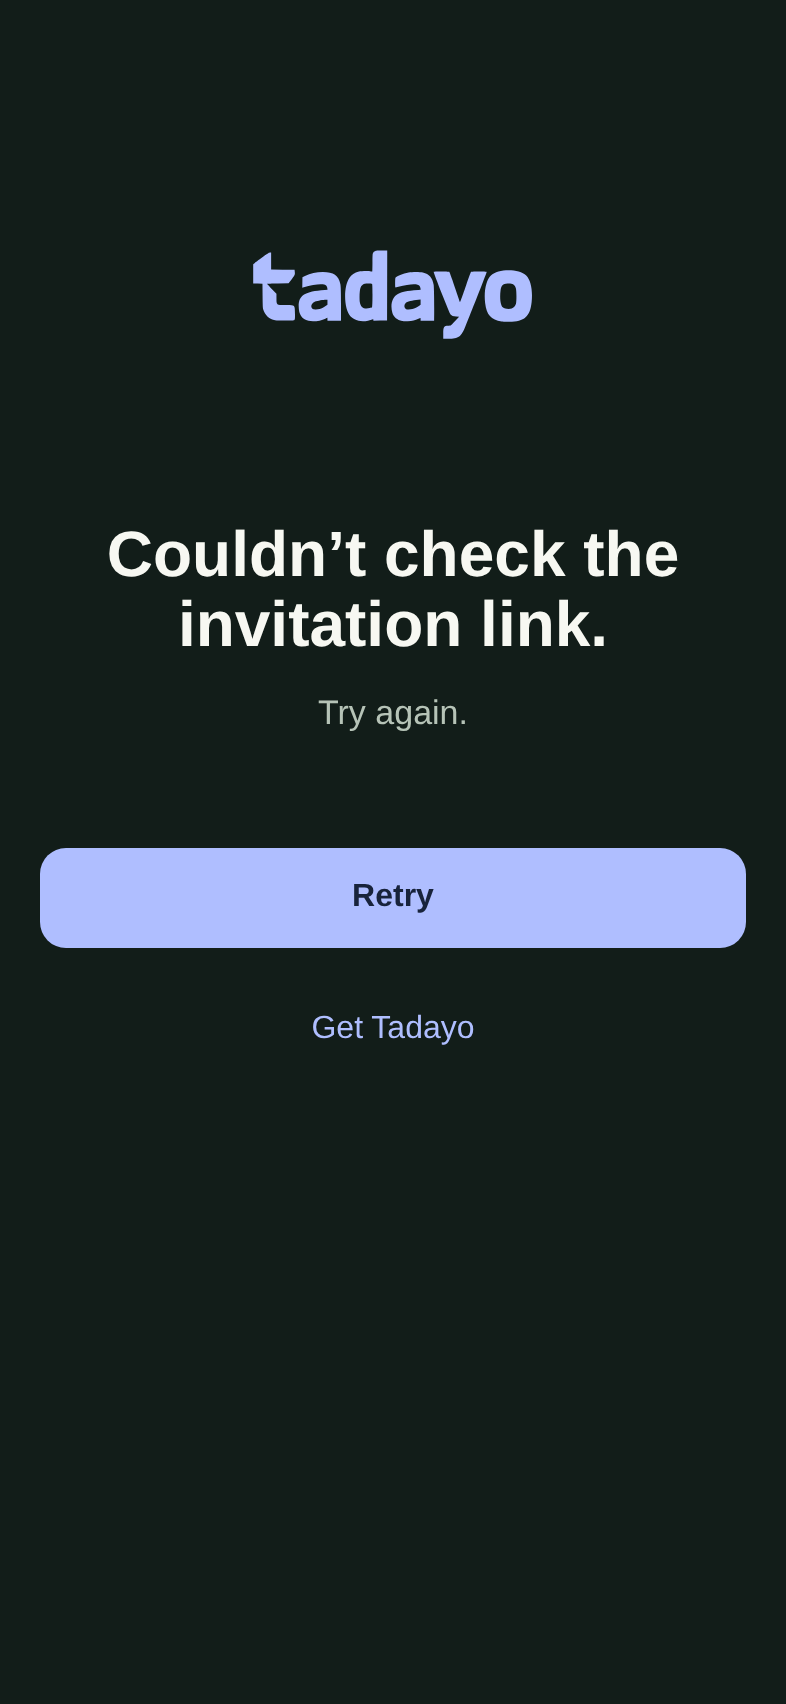 tadayo
Couldn’t check the
invitation link.
Try again.
Retry
Get Tadayo